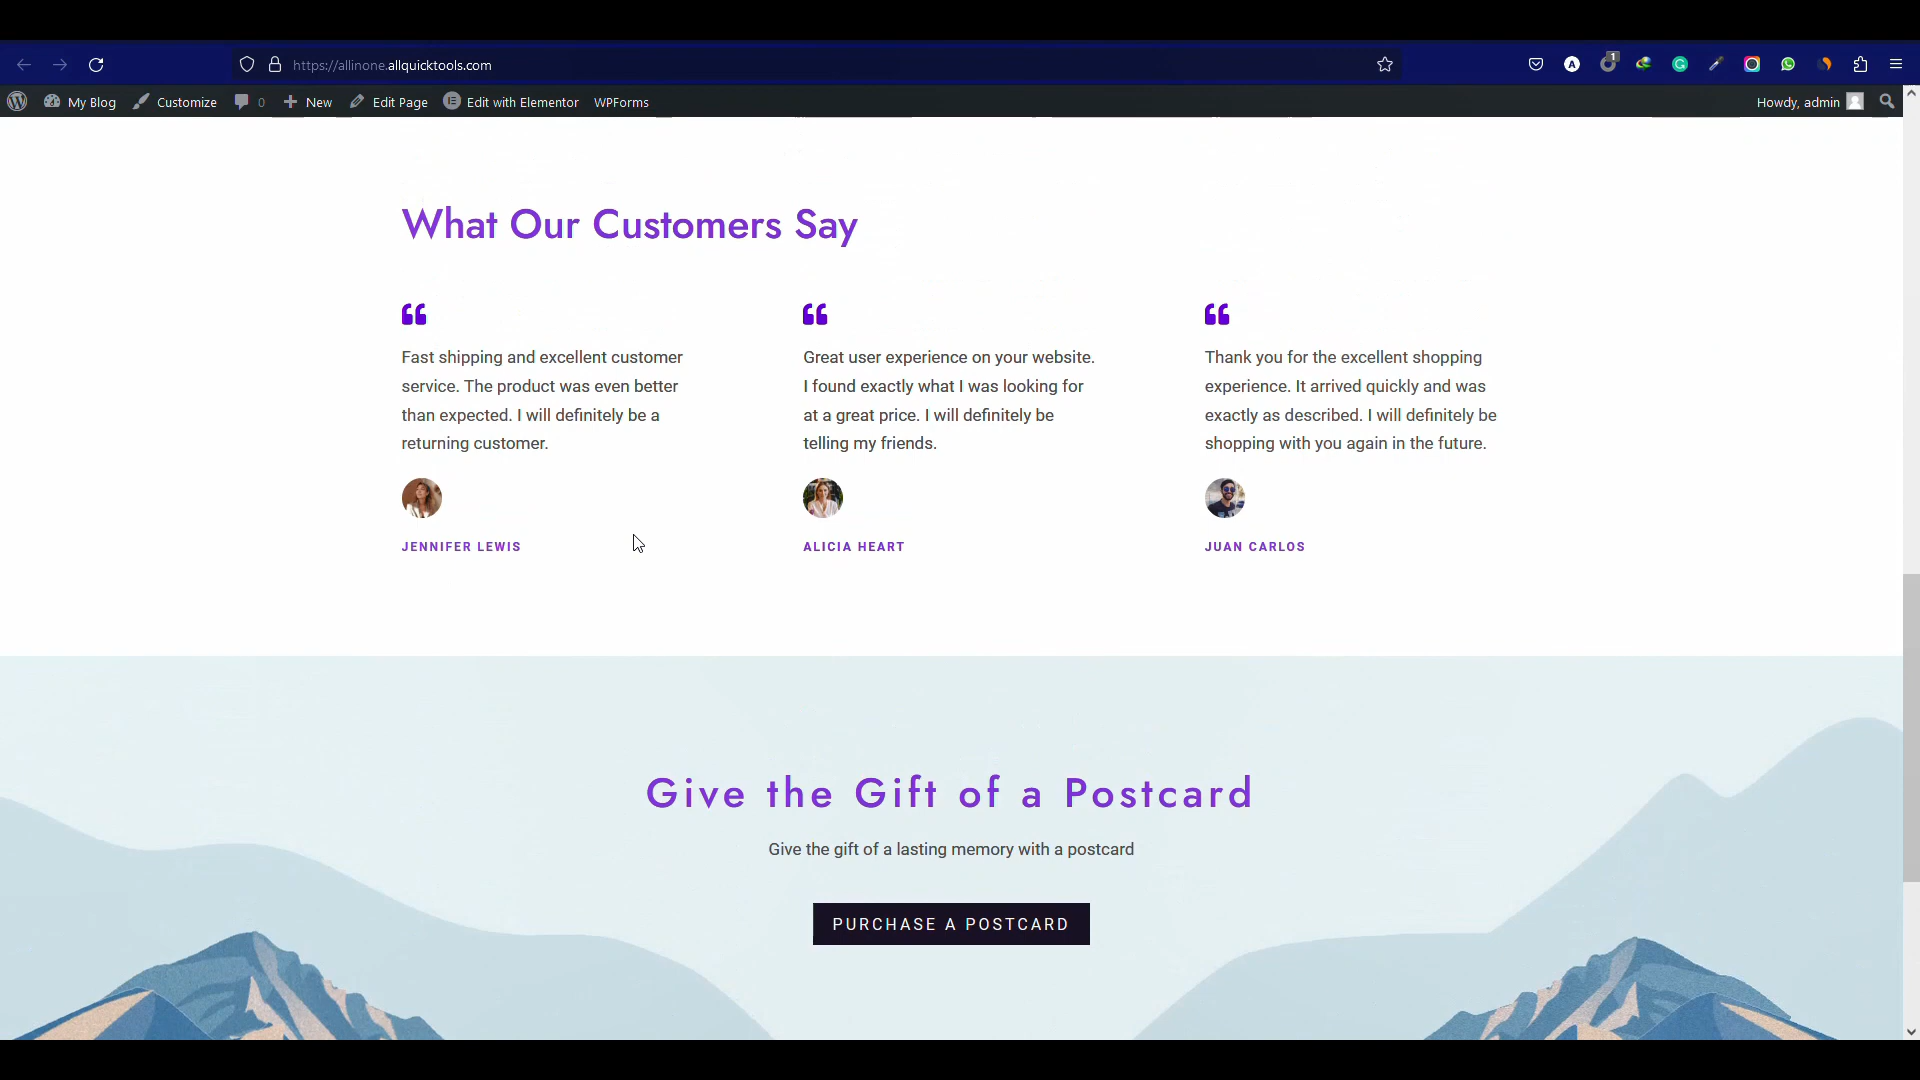 https://allinone.allquicktools.com
1
My Blog
Customize
0
New
Edit Page
Edit with Elementor
WPForms
Howdy, admin
What Our Customers Say
Fast shipping and excellent customer
service. The product was even better
than expected. I will definitely be a
returning customer.
JENNIFER LEWIS
Great user experience on your website.
I found exactly what I was looking for
at a great price. I will definitely be
telling my friends.
ALICIA HEART
Thank you for the excellent shopping
experience. It arrived quickly and was
exactly as described. I will definitely be
shopping with you again in the future.
JUAN CARLOS
Give the Gift of a Postcard
Give the gift of a lasting memory with a postcard
PURCHASE A POSTCARD